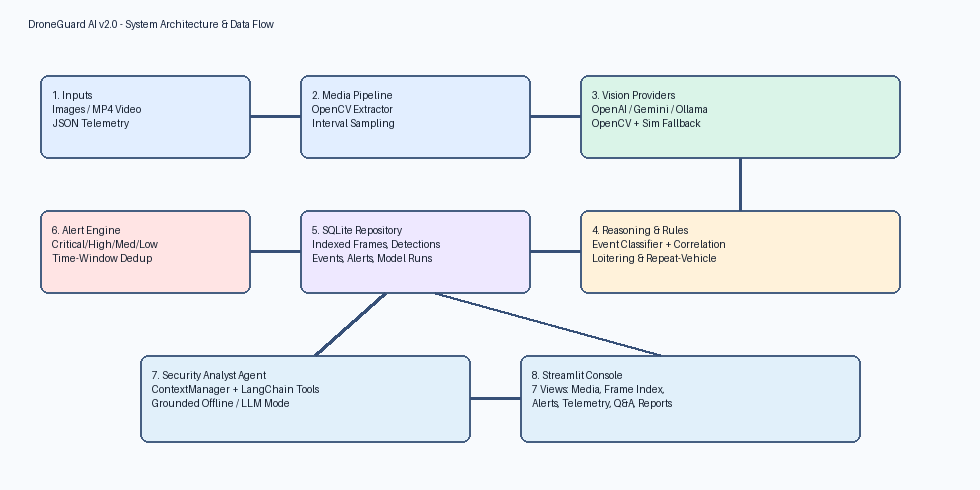 DroneGuard AI v2.0 - System Architecture & Data Flow
1. Inputs
Images / MP4 Video
JSON Telemetry
2. Media Pipeline
OpenCV Extractor
Interval Sampling
3. Vision Providers
OpenAI / Gemini / Ollama
OpenCV + Sim Fallback
6. Alert Engine
Critical/High/Med/Low
Time-Window Dedup
5. SQLite Repository
Indexed Frames, Detections
Events, Alerts, Model Runs
4. Reasoning & Rules
Event Classifier + Correlation
Loitering & Repeat-Vehicle
7. Security Analyst Agent
ContextManager + LangChain Tools
Grounded Offline / LLM Mode
8. Streamlit Console
7 Views: Media, Frame Index,
Alerts, Telemetry, Q&A, Reports